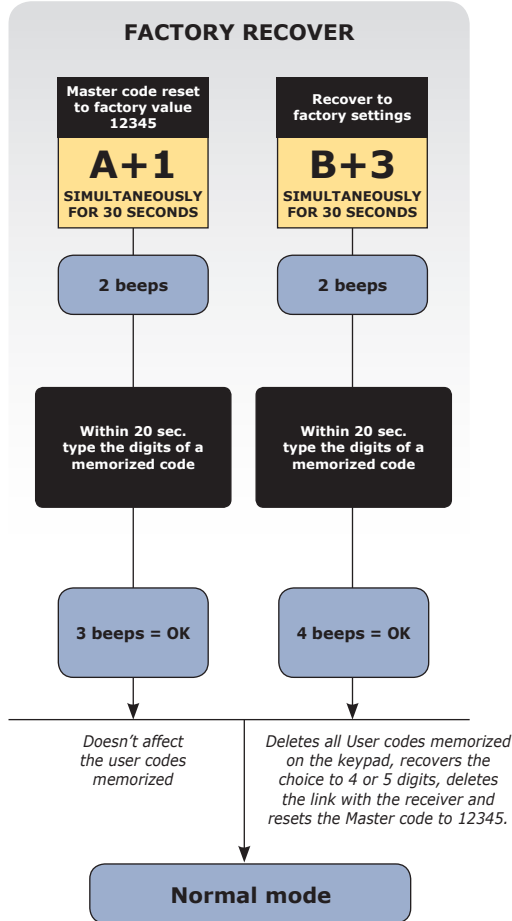 FACTORY RECOVER
Master code reset
to factory value
12345
A+1
SIMULTANEOUSLY
FOR 30 SECONDS
2 beeps
Within 20 sec.
type the digits of a
memorized code
3 beeps = OK
Doesn't affect
the user codes
memorized
Recover to
factory settings
B+3
SIMULTANEOUSLY
FOR 30 SECONDS
2 beeps
Within 20 sec.
type the digits of a
memorized code
4 beeps = OK
Deletes all User codes memorized
on the keypad, recovers the
choice to 4 or 5 digits, deletes
the link with the receiver and
resets the Master code to 12345.
Normal mode